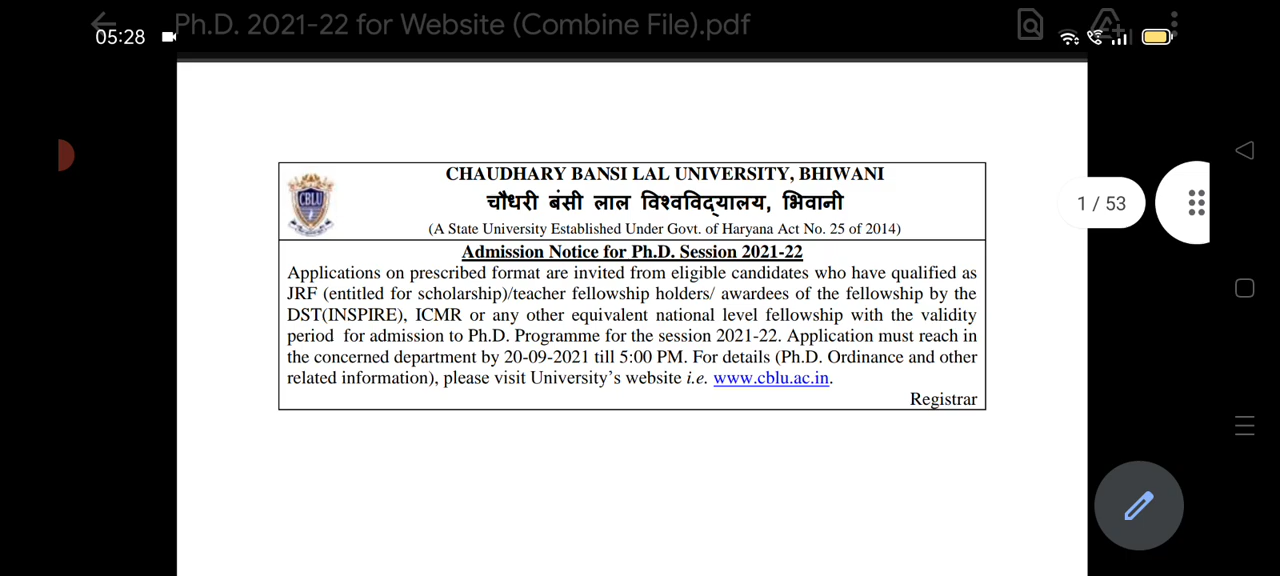 Ph.D. 2021-22 for Website (Combine File).pdf
05:28
CHAUDHARY BANSI LAL UNIVERSITY, BHIWANI
CBLU
चौधरी बंसी लाल विश्वविद्यालय, भिवानी
1 / 53
(A State University Established Under Govt. of Haryana Act No. 25 of 2014)
Admission Notice for Ph.D. Session 2021-22
Applications on prescribed format are invited from eligible candidates who have qualified as
JRF (entitled for scholarship)/teacher fellowship holders/ awardees of the fellowship by the
DST(INSPIRE), ICMR or any other equivalent national level fellowship with the validity
period for admission to Ph.D. Programme for the session 2021-22. Application must reach in
the concerned department by 20-09-2021 till 5:00 PM. For details (Ph.D. Ordinance and other
related information), please visit University's website i.e. www.cblu.ac.in.
Registrar